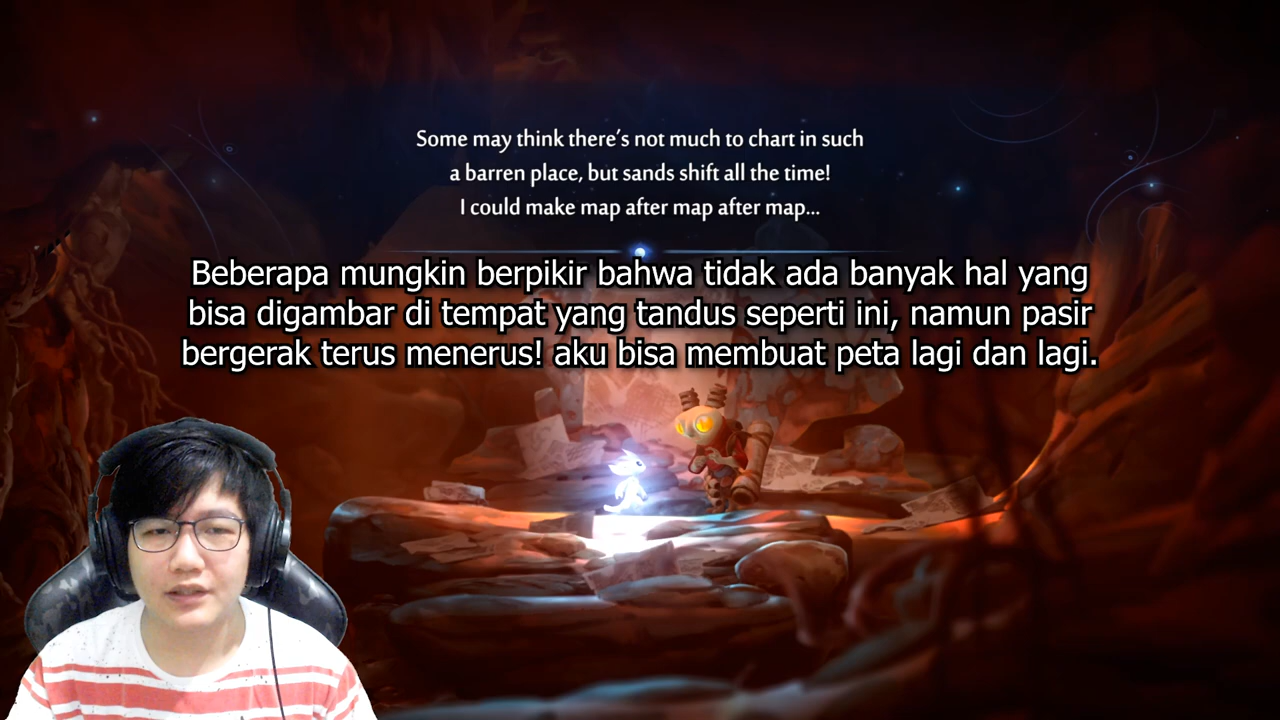 Some may think there's not much to chart in such
a barren place, but sands shift all the time!
I could make map after map after map...
Beberapa mungkin berpikir bahwa tidak ada banyak hal yang
bisa digambar di tempat yang tandus seperti ini, namun pasir
bergerak terus menerus! aku bisa membuat peta lagi dan lagi.